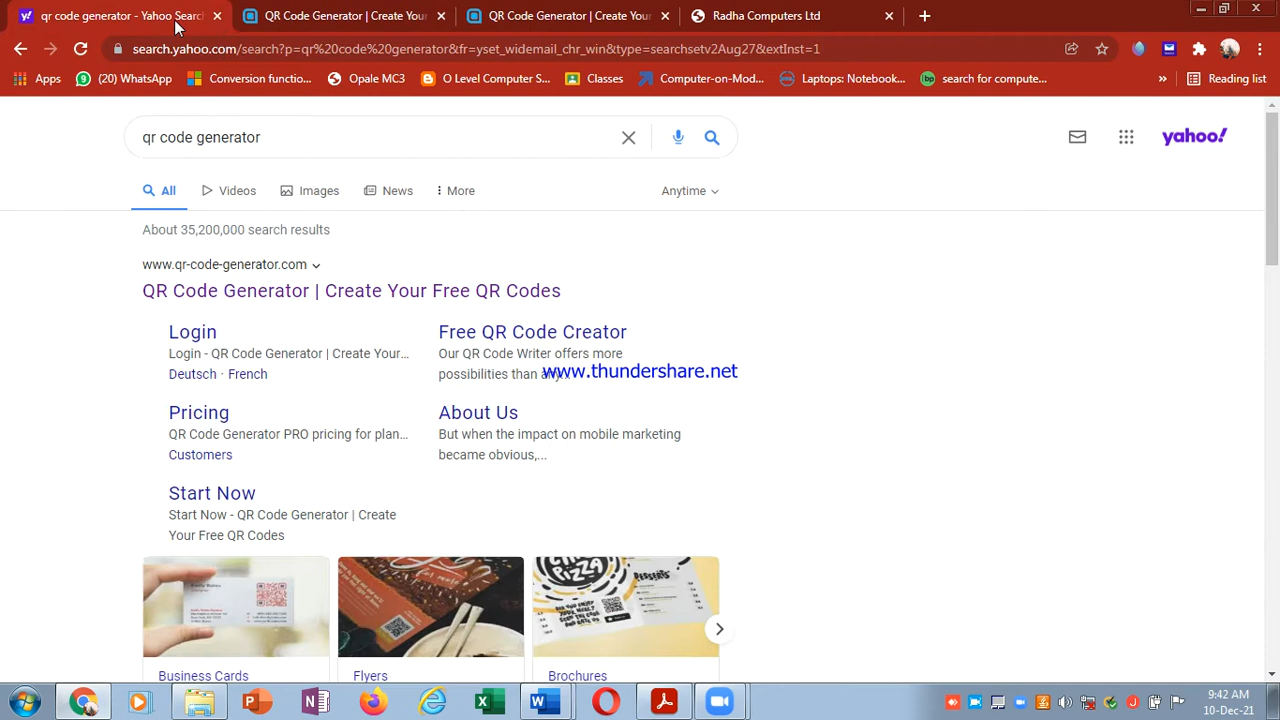 qr code generator - Yahoo Searc
QR Code Generator | Create Your
QR Code Generator | Create Your
Radha Computers Ltd
search.yahoo.com/search?p=qr%20code%20generator&fr=yset_widemail_chr_win&type=searchsetv2Aug27&extInst=1
Apps
(20) WhatsApp
Conversion functio...
Opale MC3
O Level Computer S...
Classes
Computer-on-Mod...
Laptops: Notebook...
bp
search for compute...
»
Reading list
qr code generator
yahoo!
All
Videos
Images
News
More
Anytime
About 35,200,000 search results
www.qr-code-generator.com
QR Code Generator | Create Your Free QR Codes
Login
Login - QR Code Generator | Create Your...
Deutsch · French
Free QR Code Creator
Our QR Code Writer offers more
possibilities than any...
www.thundershare.net
Pricing
QR Code Generator PRO pricing for plan...
Customers
About Us
But when the impact on mobile marketing
became obvious,...
Start Now
Start Now - QR Code Generator | Create
Your Free QR Codes
PIZZA
DESSERTS
Business Cards
Flyers
Brochures
9:42 AM
10-Dec-21